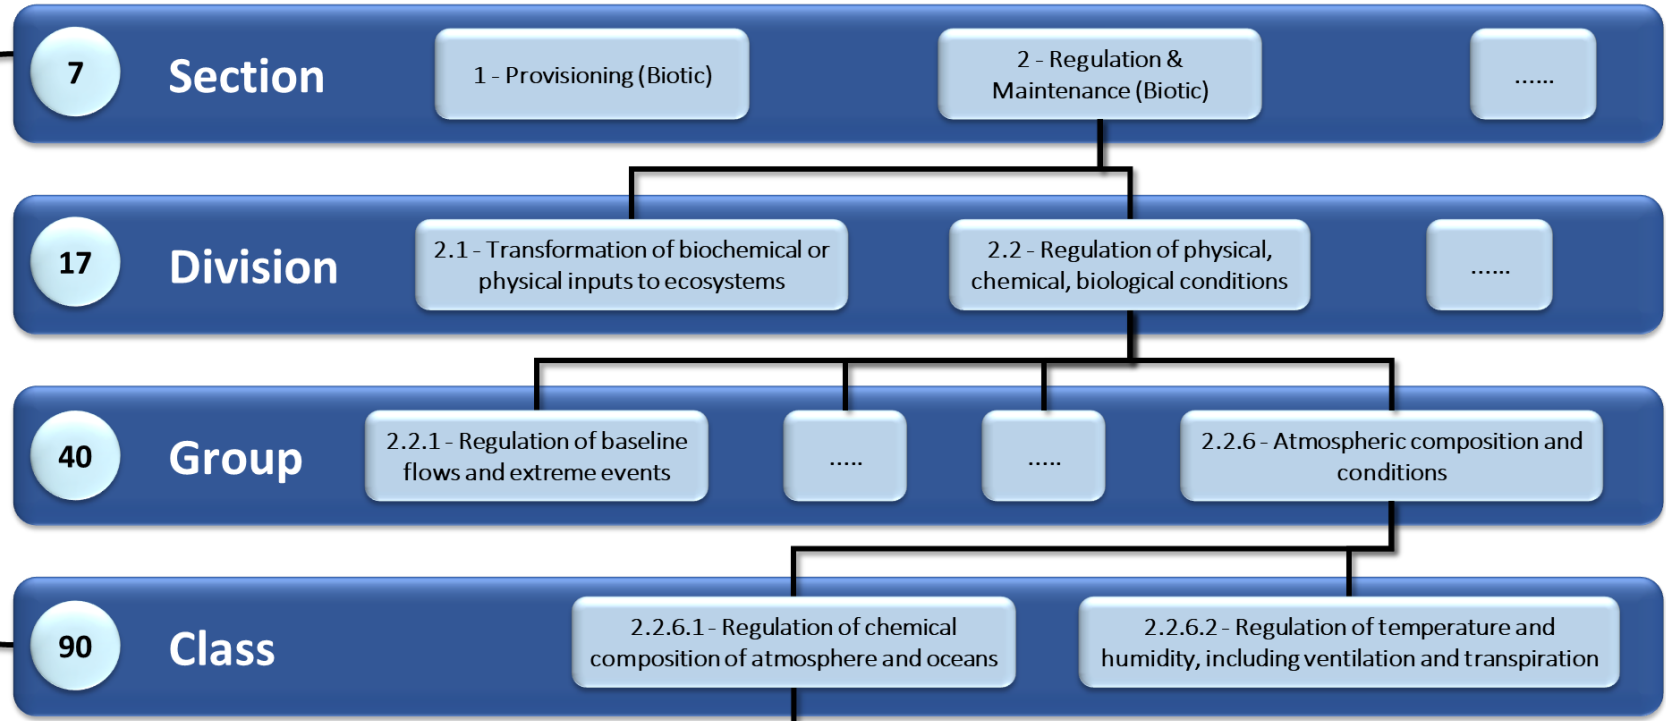 7
Section
1 - Provisioning (Biotic)
2 - Regulation &
Maintenance (Biotic)
......
17
Division
2.1 - Transformation of biochemical or
physical inputs to ecosystems
2.2 - Regulation of physical,
chemical, biological conditions
......
40
Group
2.2.1 - Regulation of baseline
flows and extreme events
.....
.....
2.2.6 - Atmospheric composition and
conditions
90
Class
2.2.6.1 - Regulation of chemical
composition of atmosphere and oceans
2.2.6.2 - Regulation of temperature and
humidity, including ventilation and transpiration